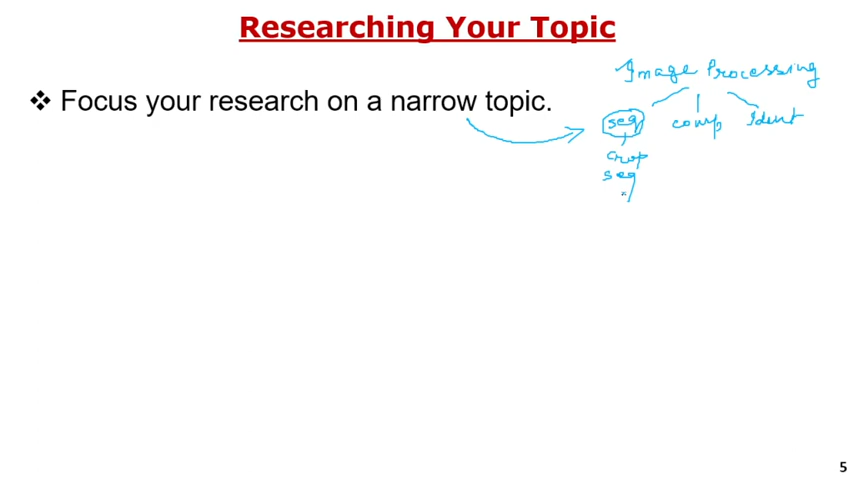 Researching Your Topic
Image Processing
❖ Focus your research on a narrow topic.
seg comp Ident
crop
seg
5